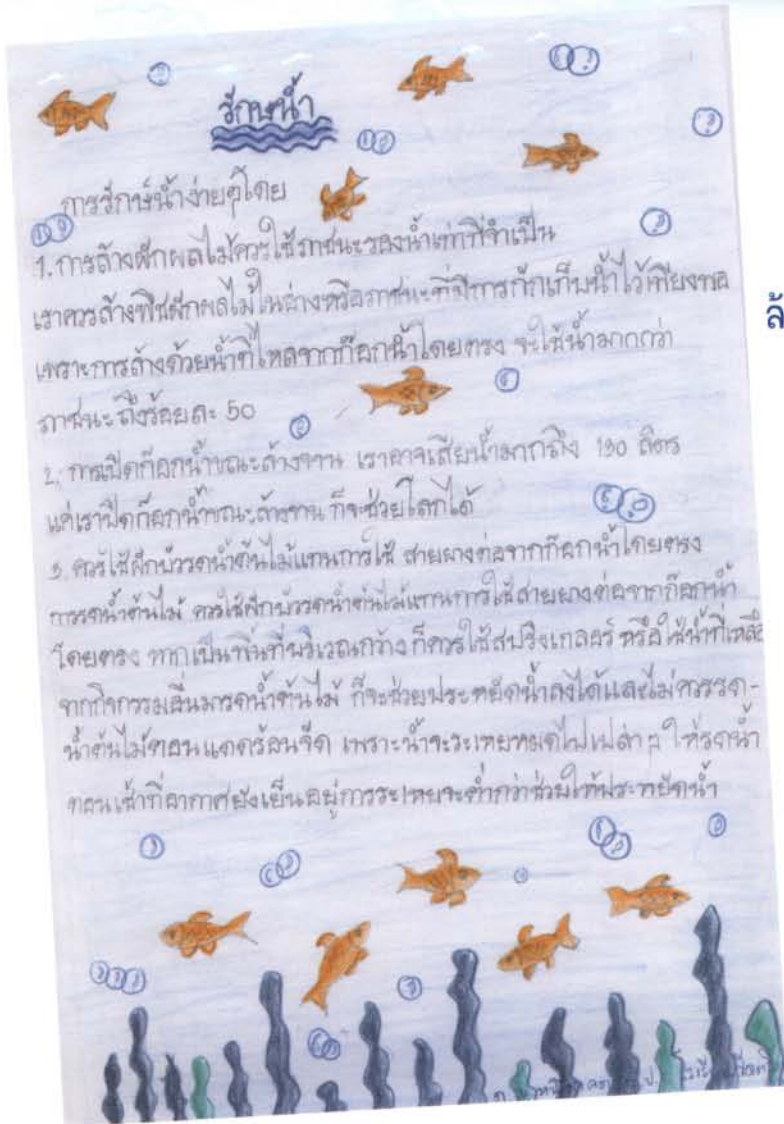 รักษน้ำ
การรักษ์น้ำง่ายๆโดย
1. การล้างผักผลไม้ควรใช้ภาชนะรองน้ำเท่าที่จำเป็น
เราควรล้างพืชผักผลไม้ในอ่างหรือภาชนะที่มีการกักเก็บน้ำไว้เพียงพอ
เพราะการล้างด้วยน้ำที่ไหลจากก๊อกน้ำโดยตรง จะใช้น้ำมากกว่า
ภาชนะถึงร้อยละ 50
2. การเปิดก๊อกน้ำขณะล้างจาน เราอาจเสียน้ำมากถึง 190 ลิตร
แค่เราปิดก๊อกน้ำขณะล้างจาน ก็จะช่วยโลกได้
3. ควรใช้ฝักบัวรดน้ำต้นไม้แทนการใช้ สายยางต่อจากก๊อกน้ำโดยตรง
การรดน้ำต้นไม้ ควรใช้ฝักบัวรดน้ำต้นไม้แทนการใช้สายยางต่อจากก๊อกน้ำ
โดยตรง หากเป็นพื้นที่บริเวณกว้าง ก็ควรใช้สปริงเกลอร์ หรือใช้น้ำที่เหลือ
จากกิจกรรมอื่นมารดน้ำต้นไม้ ก็จะช่วยประหยัดน้ำลงได้และไม่ควรรด-
น้ำต้นไม้ตอนแดดร้อนจัด เพราะน้ำจะระเหยหมดไปเปล่าๆ ให้รดน้ำ
ตอนเช้าที่อากาศยังเย็นอยู่การระเหยจะต่ำกว่าช่วยให้ประหยัดน้ำ
ล้